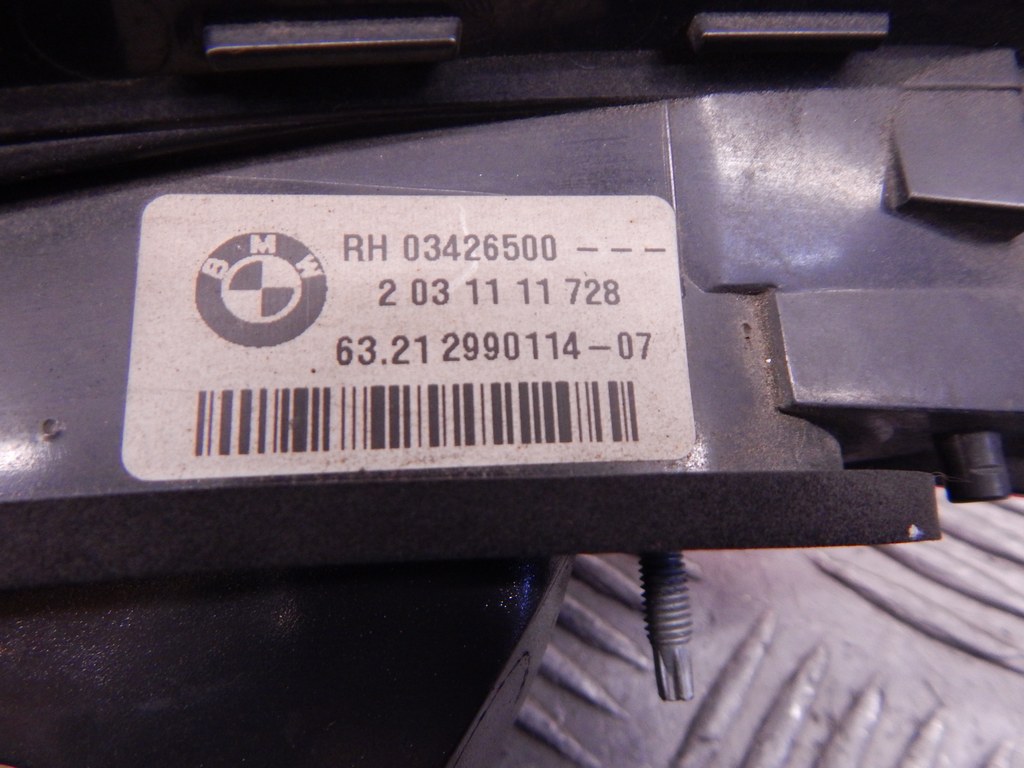 BMW
RH 03426500 ---
2 03 11 11 728
63.21 2990114-07